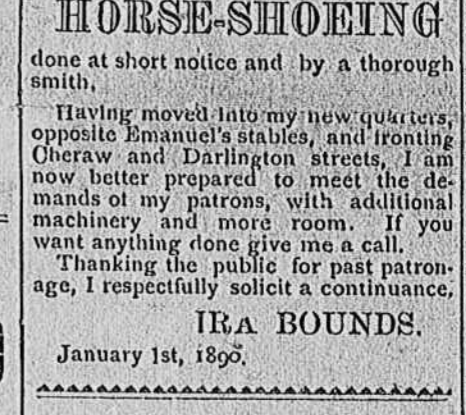 HORSE-SHOEING
done at short notice and by a thorough
smith.
Having moved into my new quarters,
opposite Emanuel's stables, and fronting
Cheraw and Darlington streets, I am
now better prepared to meet the de-
mands of my patrons, with additional
machinery and more room. If you
want anything done give me a call.
Thanking the public for past patron-
age, I respectfully solicit a continuance.
IRA BOUNDS.
January 1st, 1890.